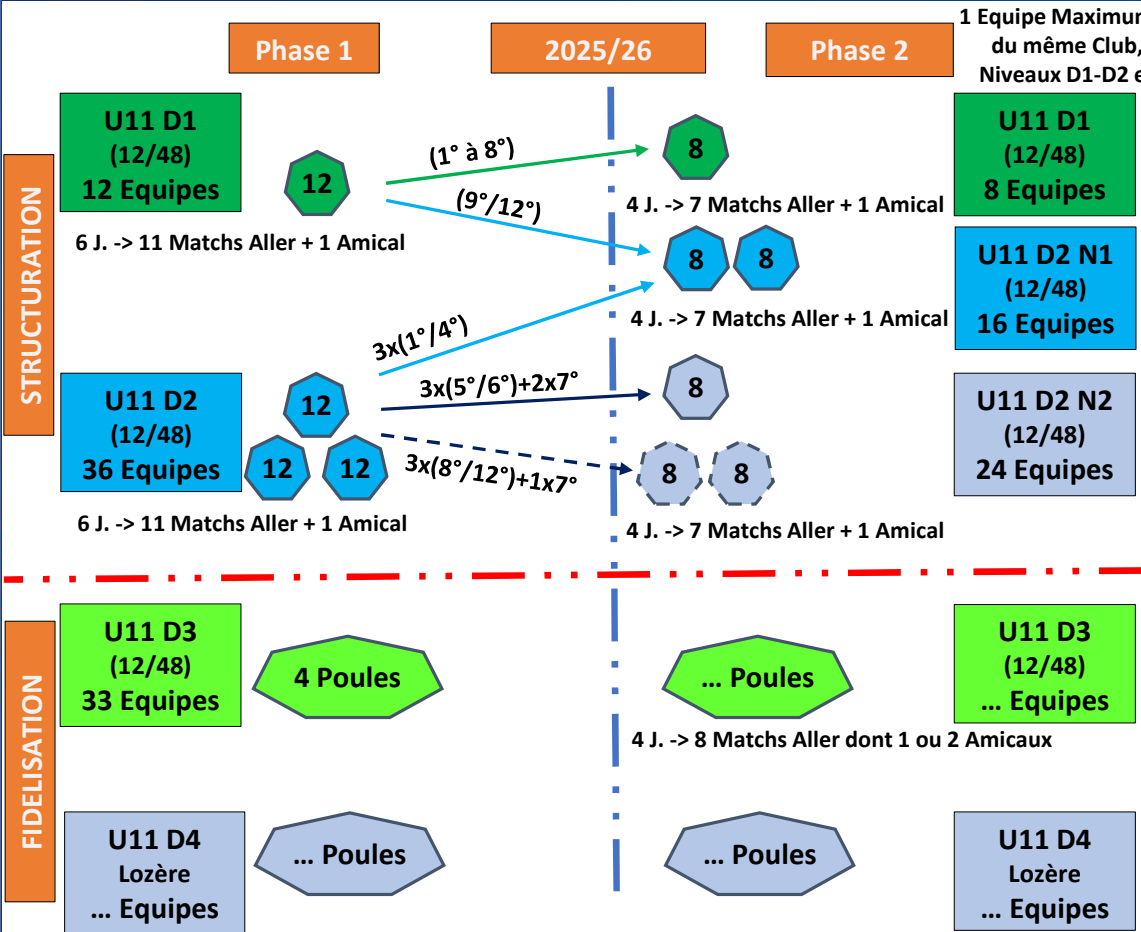 1 Equipe Maximum
du même Club,
Niveaux D1-D2 e
Phase 1
2025/26
Phase 2
STRUCTURATION
U11 D1
(12/48)
12 Equipes
12
(1° à 8°)
(9°/12°)
6 J. -> 11 Matchs Aller + 1 Amical
8
4 J. -> 7 Matchs Aller + 1 Amical
U11 D1
(12/48)
8 Equipes
8
8
4 J. -> 7 Matchs Aller + 1 Amical
U11 D2 N1
(12/48)
16 Equipes
U11 D2
(12/48)
36 Equipes
12
12
12
3x(1°/4°)
3x(5°/6°)+2x7°
3x(8°/12°)+1x7°
6 J. -> 11 Matchs Aller + 1 Amical
8
8
8
4 J. -> 7 Matchs Aller + 1 Amical
U11 D2 N2
(12/48)
24 Equipes
FIDELISATION
U11 D3
(12/48)
33 Equipes
4 Poules
... Poules
4 J. -> 8 Matchs Aller dont 1 ou 2 Amicaux
U11 D3
(12/48)
... Equipes
U11 D4
Lozère
... Equipes
... Poules
... Poules
U11 D4
Lozère
... Equipes